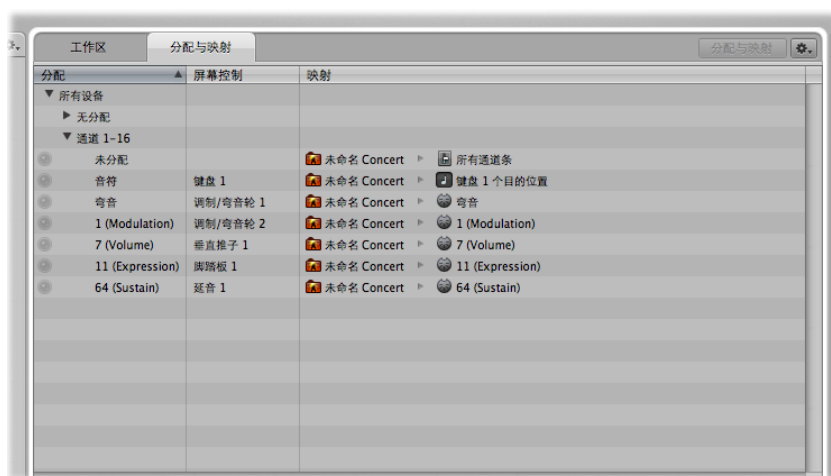 工作区 分配与映射 分配与映射
分配 屏幕控制 映射
所有设备
无分配
通道 1-16
未分配 未命名 Concert 所有通道条
音符 键盘 1 未命名 Concert 键盘 1 个目的位置
弯音 调制/弯音轮 1 未命名 Concert 弯音
1 (Modulation) 调制/弯音轮 2 未命名 Concert 1 (Modulation)
7 (Volume) 垂直推子 1 未命名 Concert 7 (Volume)
11 (Expression) 脚踏板 1 未命名 Concert 11 (Expression)
64 (Sustain) 延音 1 未命名 Concert 64 (Sustain)